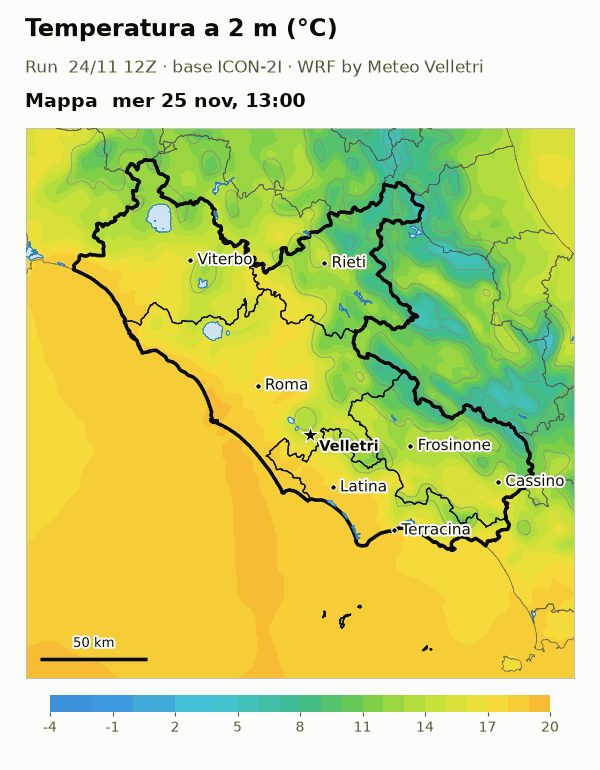 Temperatura a 2 m (°C)
Run  24/11 12Z · base ICON-2I · WRF by Meteo Velletri
Mappa  mer 25 nov, 13:00
Viterbo
Rieti
Roma
Velletri
Frosinone
Latina
Cassino
Terracina
50 km
-4 -1 2 5 8 11 14 17 20